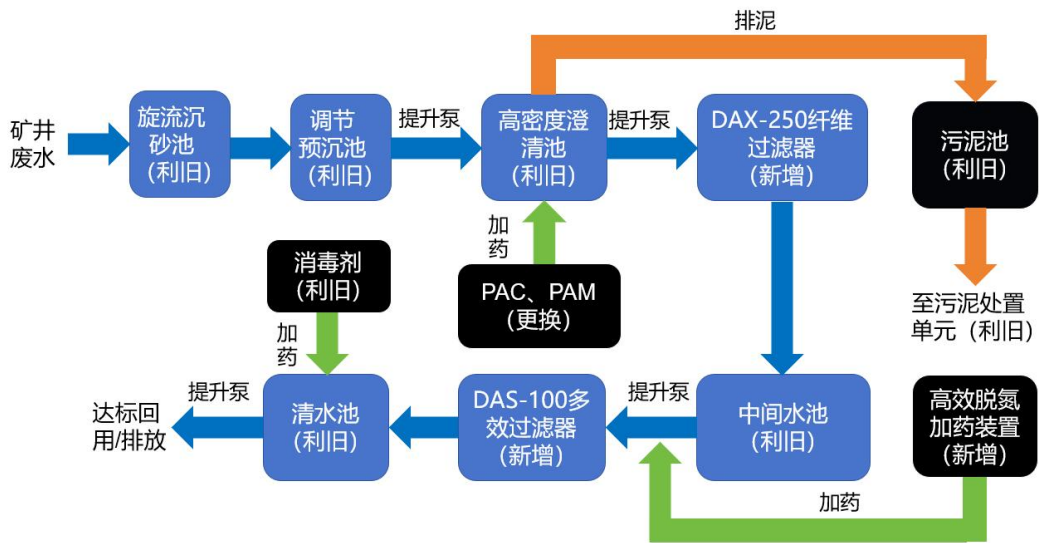 排泥
矿井
废水
旋流沉
砂池
（利旧）
调节
预沉池
（利旧）
提升泵
高密度澄
清池
（利旧）
提升泵
DAX-250纤维
过滤器
（新增）
污泥池
（利旧）
加
药
PAC、PAM
（更换）
消毒剂
（利旧）
加
药
至污泥处置
单元（利旧）
达标回
用/排放
提升泵
清水池
（利旧）
DAS-100多
效过滤器
（新增）
提升泵
中间水池
（利旧）
高效脱氮
加药装置
（新增）
加药